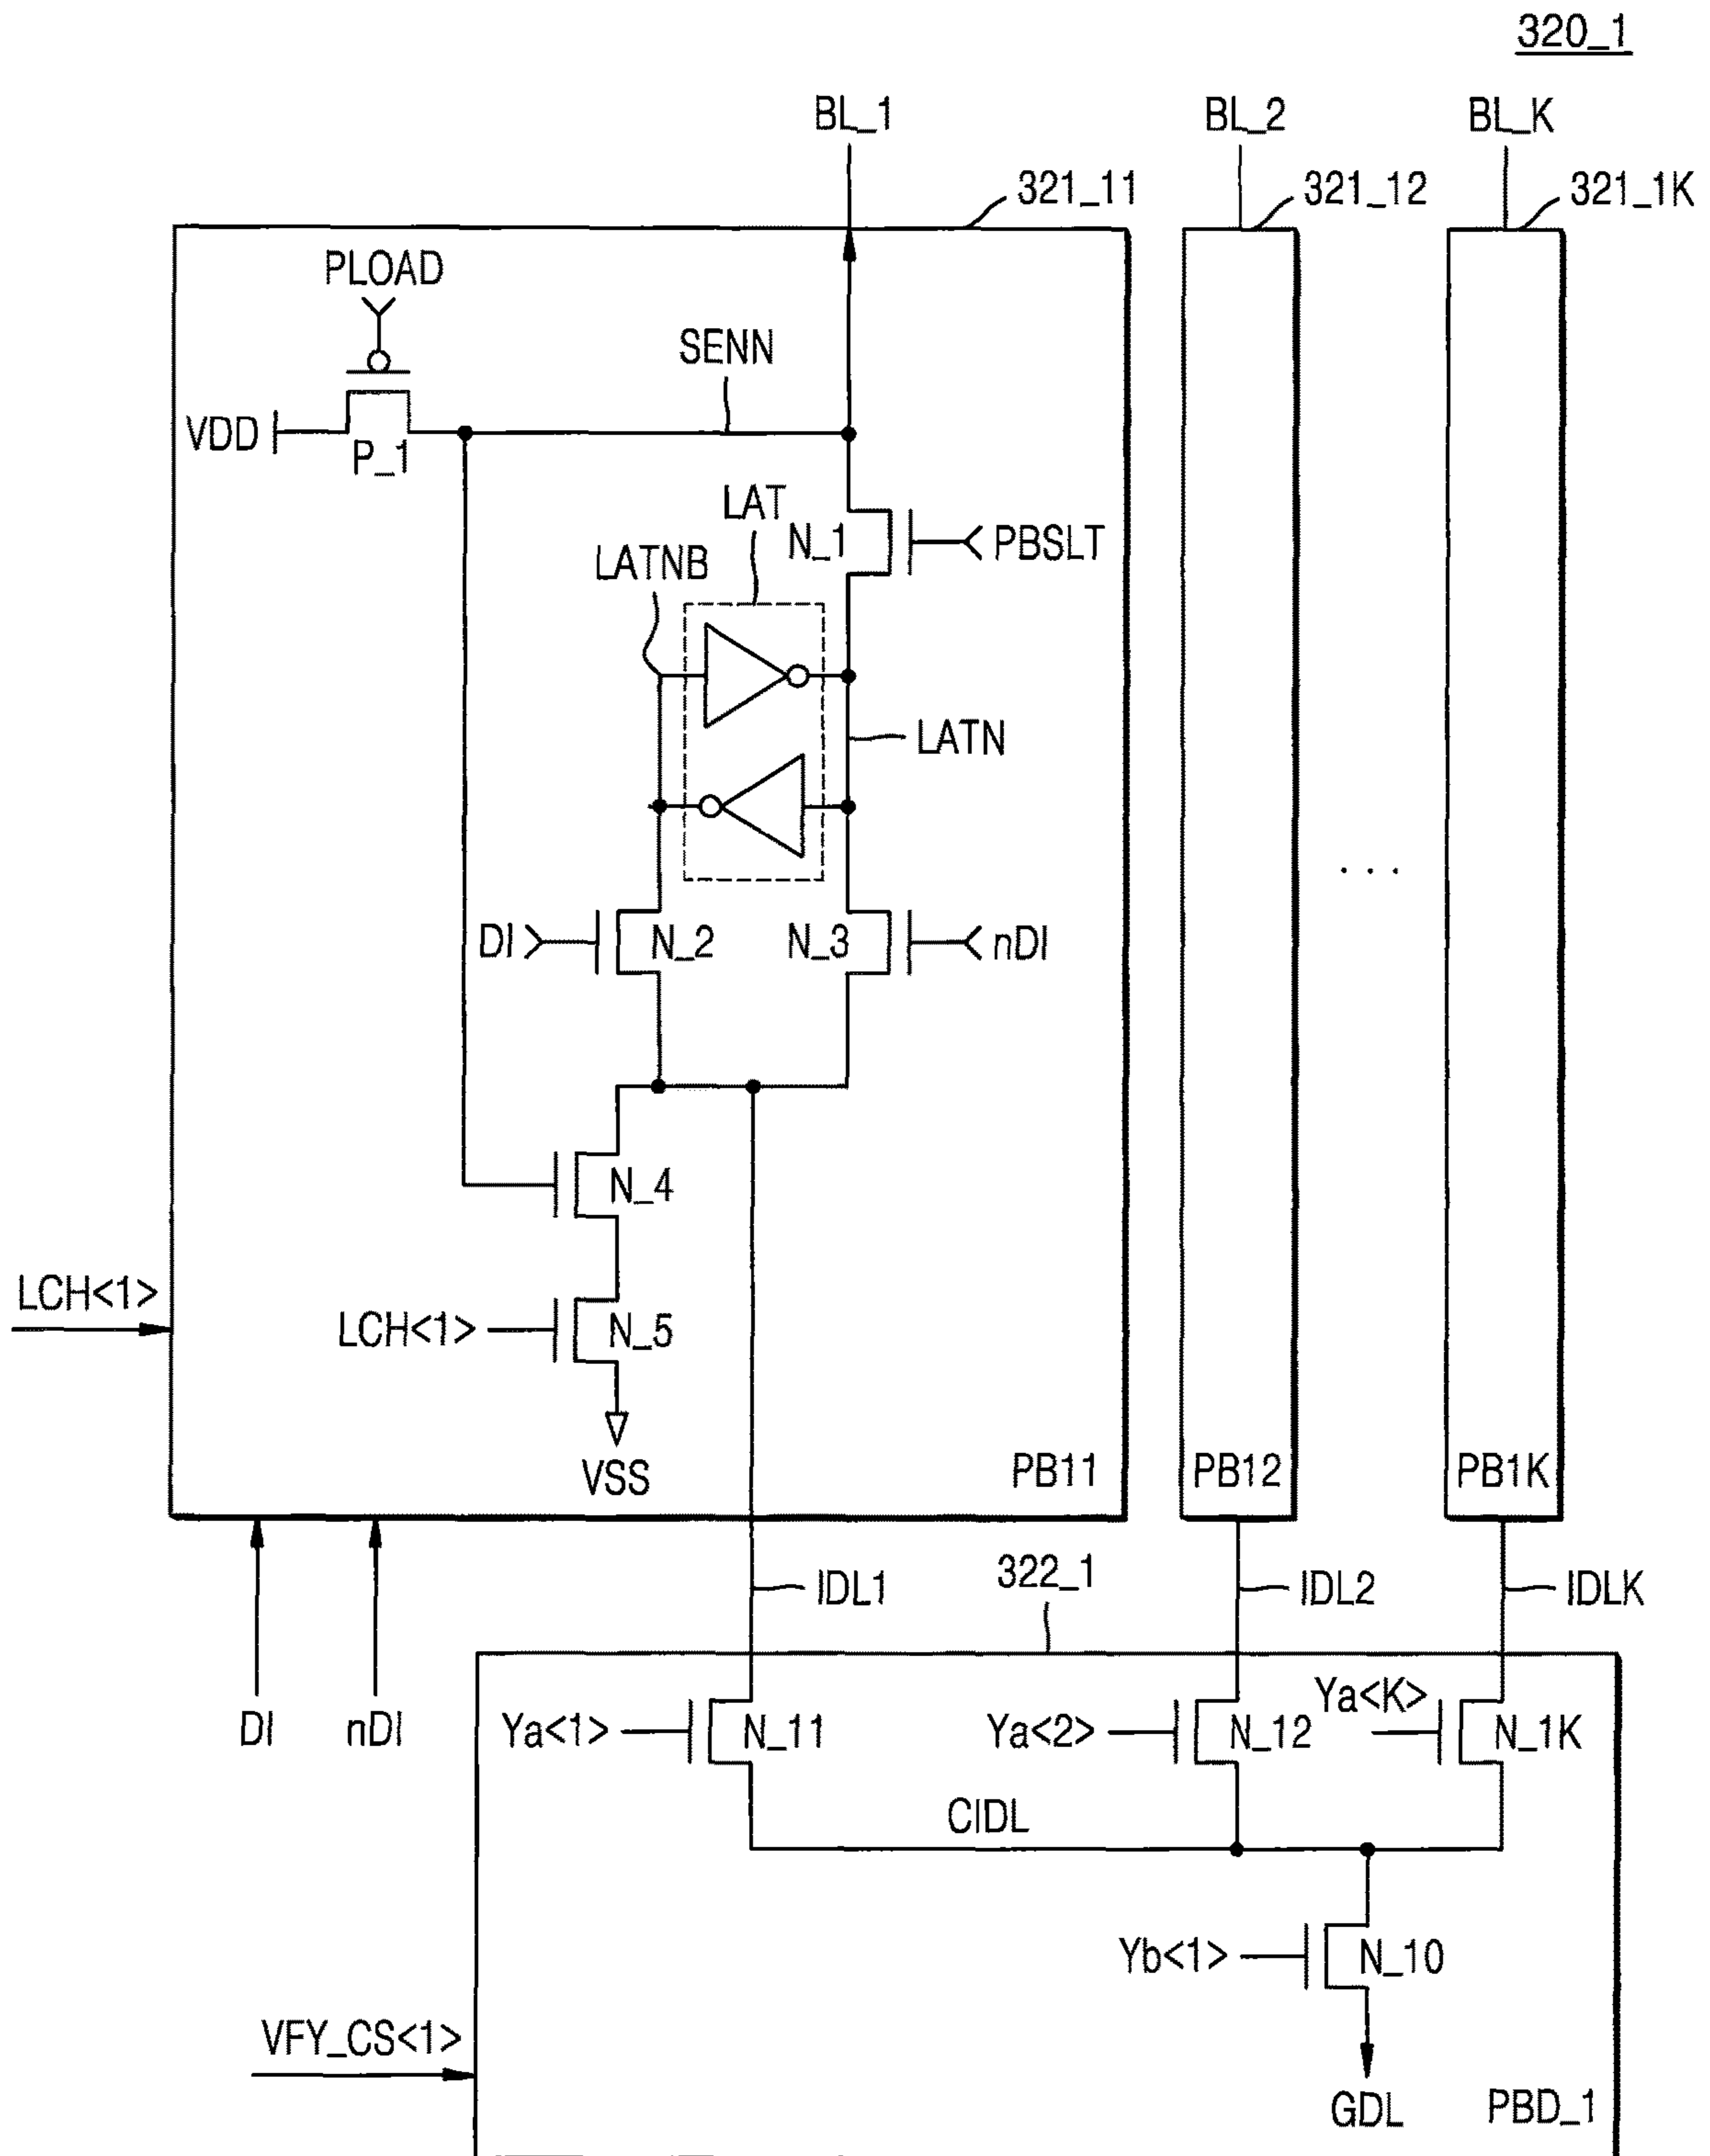 320_1
BL_1
BL_2
BL_K
321_11
321_12
321_1K
PLOAD
SENN
VDD
P_1
LAT
N_1
PBSLT
LATNB
LATN
DI
N_2
N_3
nDI
. . .
N_4
LCH<1>
LCH<1>
N_5
VSS
PB11
PB12
PB1K
IDL1
322_1
IDL2
IDLK
DI
nDI
Ya<1>
N_11
Ya<2>
N_12
Ya<K>
N_1K
CIDL
Yb<1>
N_10
VFY_CS<1>
GDL
PBD_1